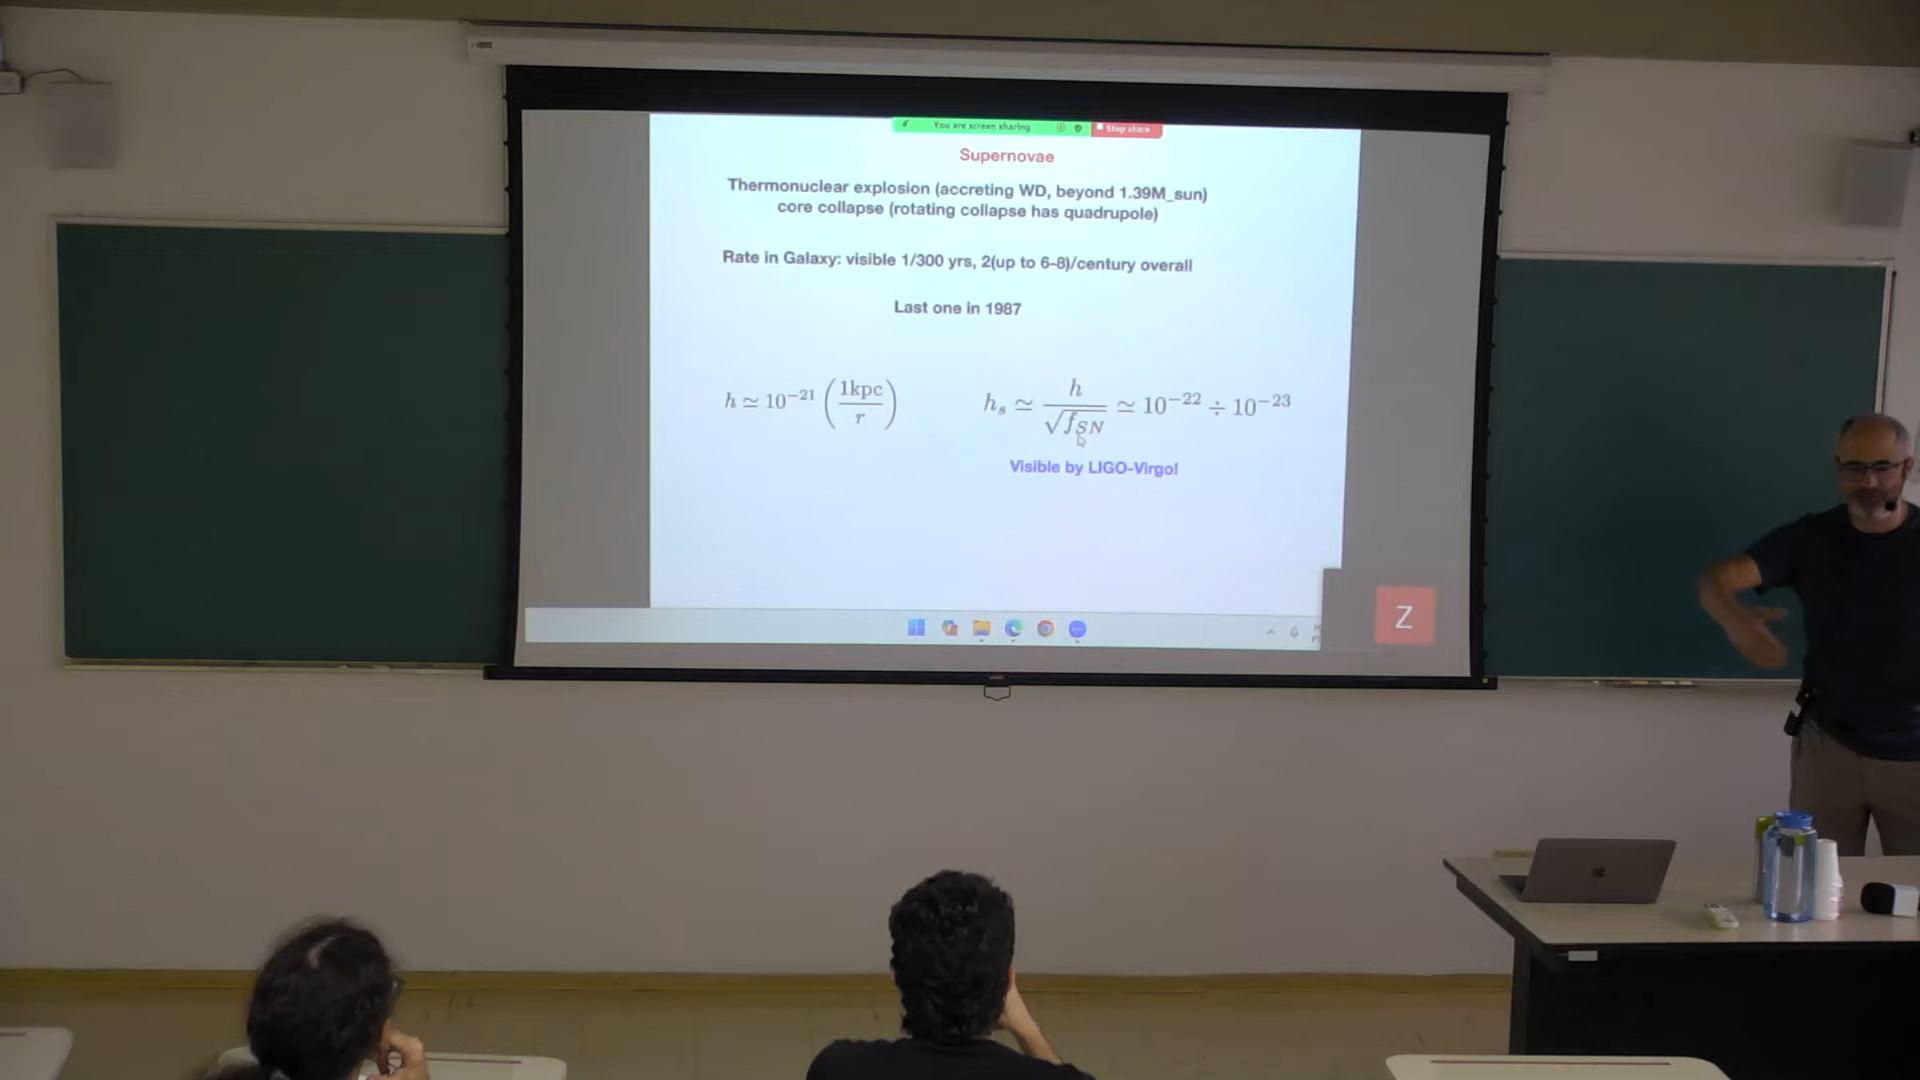 You are screen sharing
Stop share
Supernovae
Thermonuclear explosion (accreting WD, beyond 1.39M_sun)
core collapse (rotating collapse has quadrupole)
Rate in Galaxy: visible 1/300 yrs, 2(up to 6-8)/century overall
Last one in 1987
h ≃ 10⁻²¹ (1kpc / r)
hₛ ≃ h / √f_SN ≃ 10⁻²² ÷ 10⁻²³
Visible by LIGO-Virgo!
Z